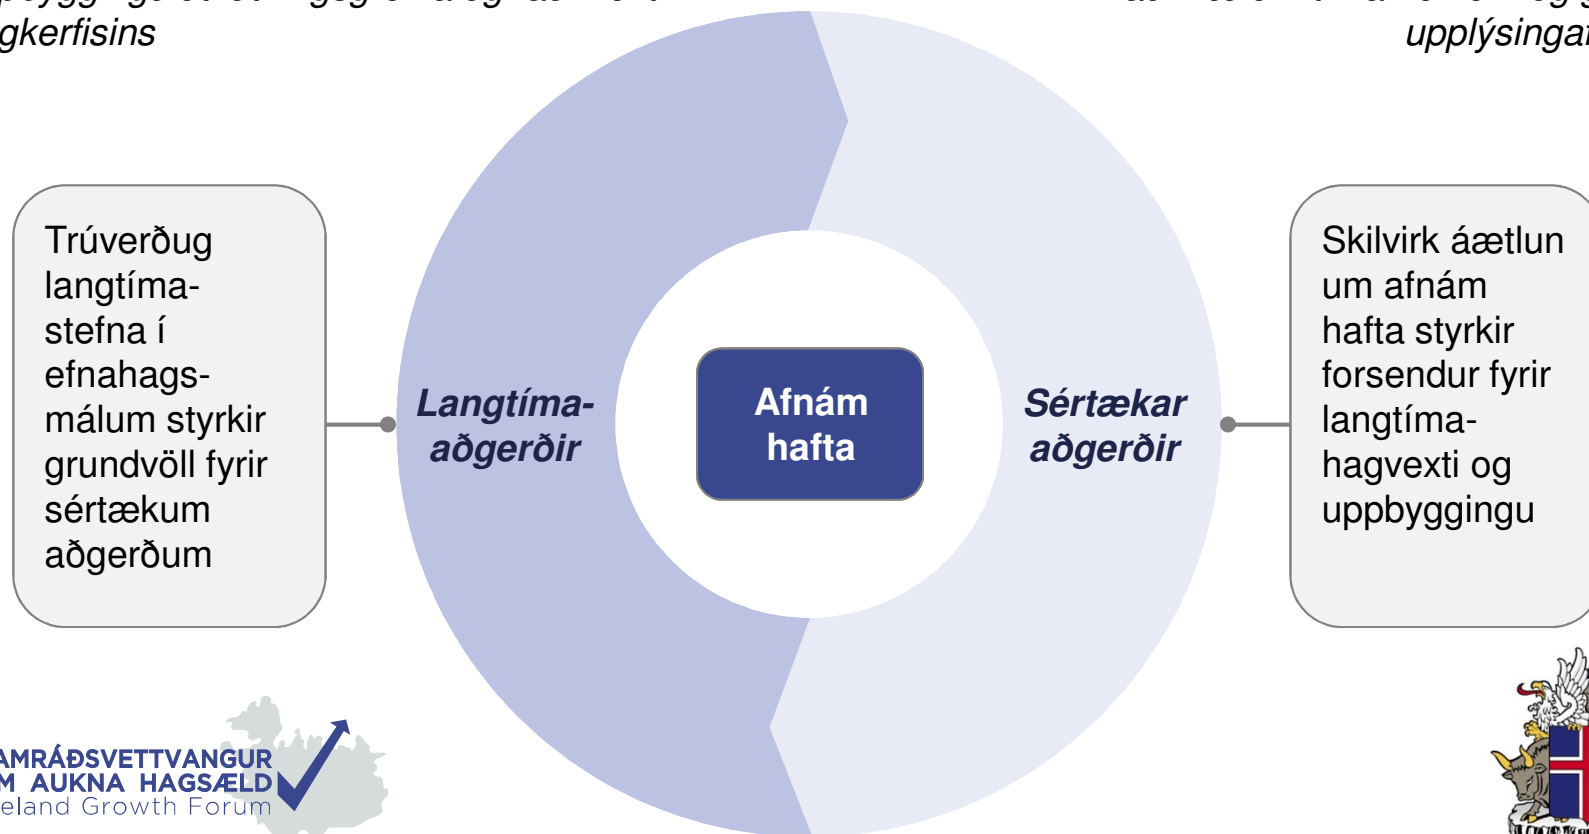 gkerfisins
upplýsingaf
Trúverðug
langtíma-
stefna í
efnahags-
málum styrkir
grundvöll fyrir
sértækum
aðgerðum
Langtíma-
aðgerðir
Afnám
hafta
Sértækar
aðgerðir
Skilvirk áætlun
um afnám
hafta styrkir
forsendur fyrir
langtíma-
hagvexti og
uppbyggingu
AMRÁÐSVETTVANGUR
M AUKNA HAGSÆLD
eland Growth Forum